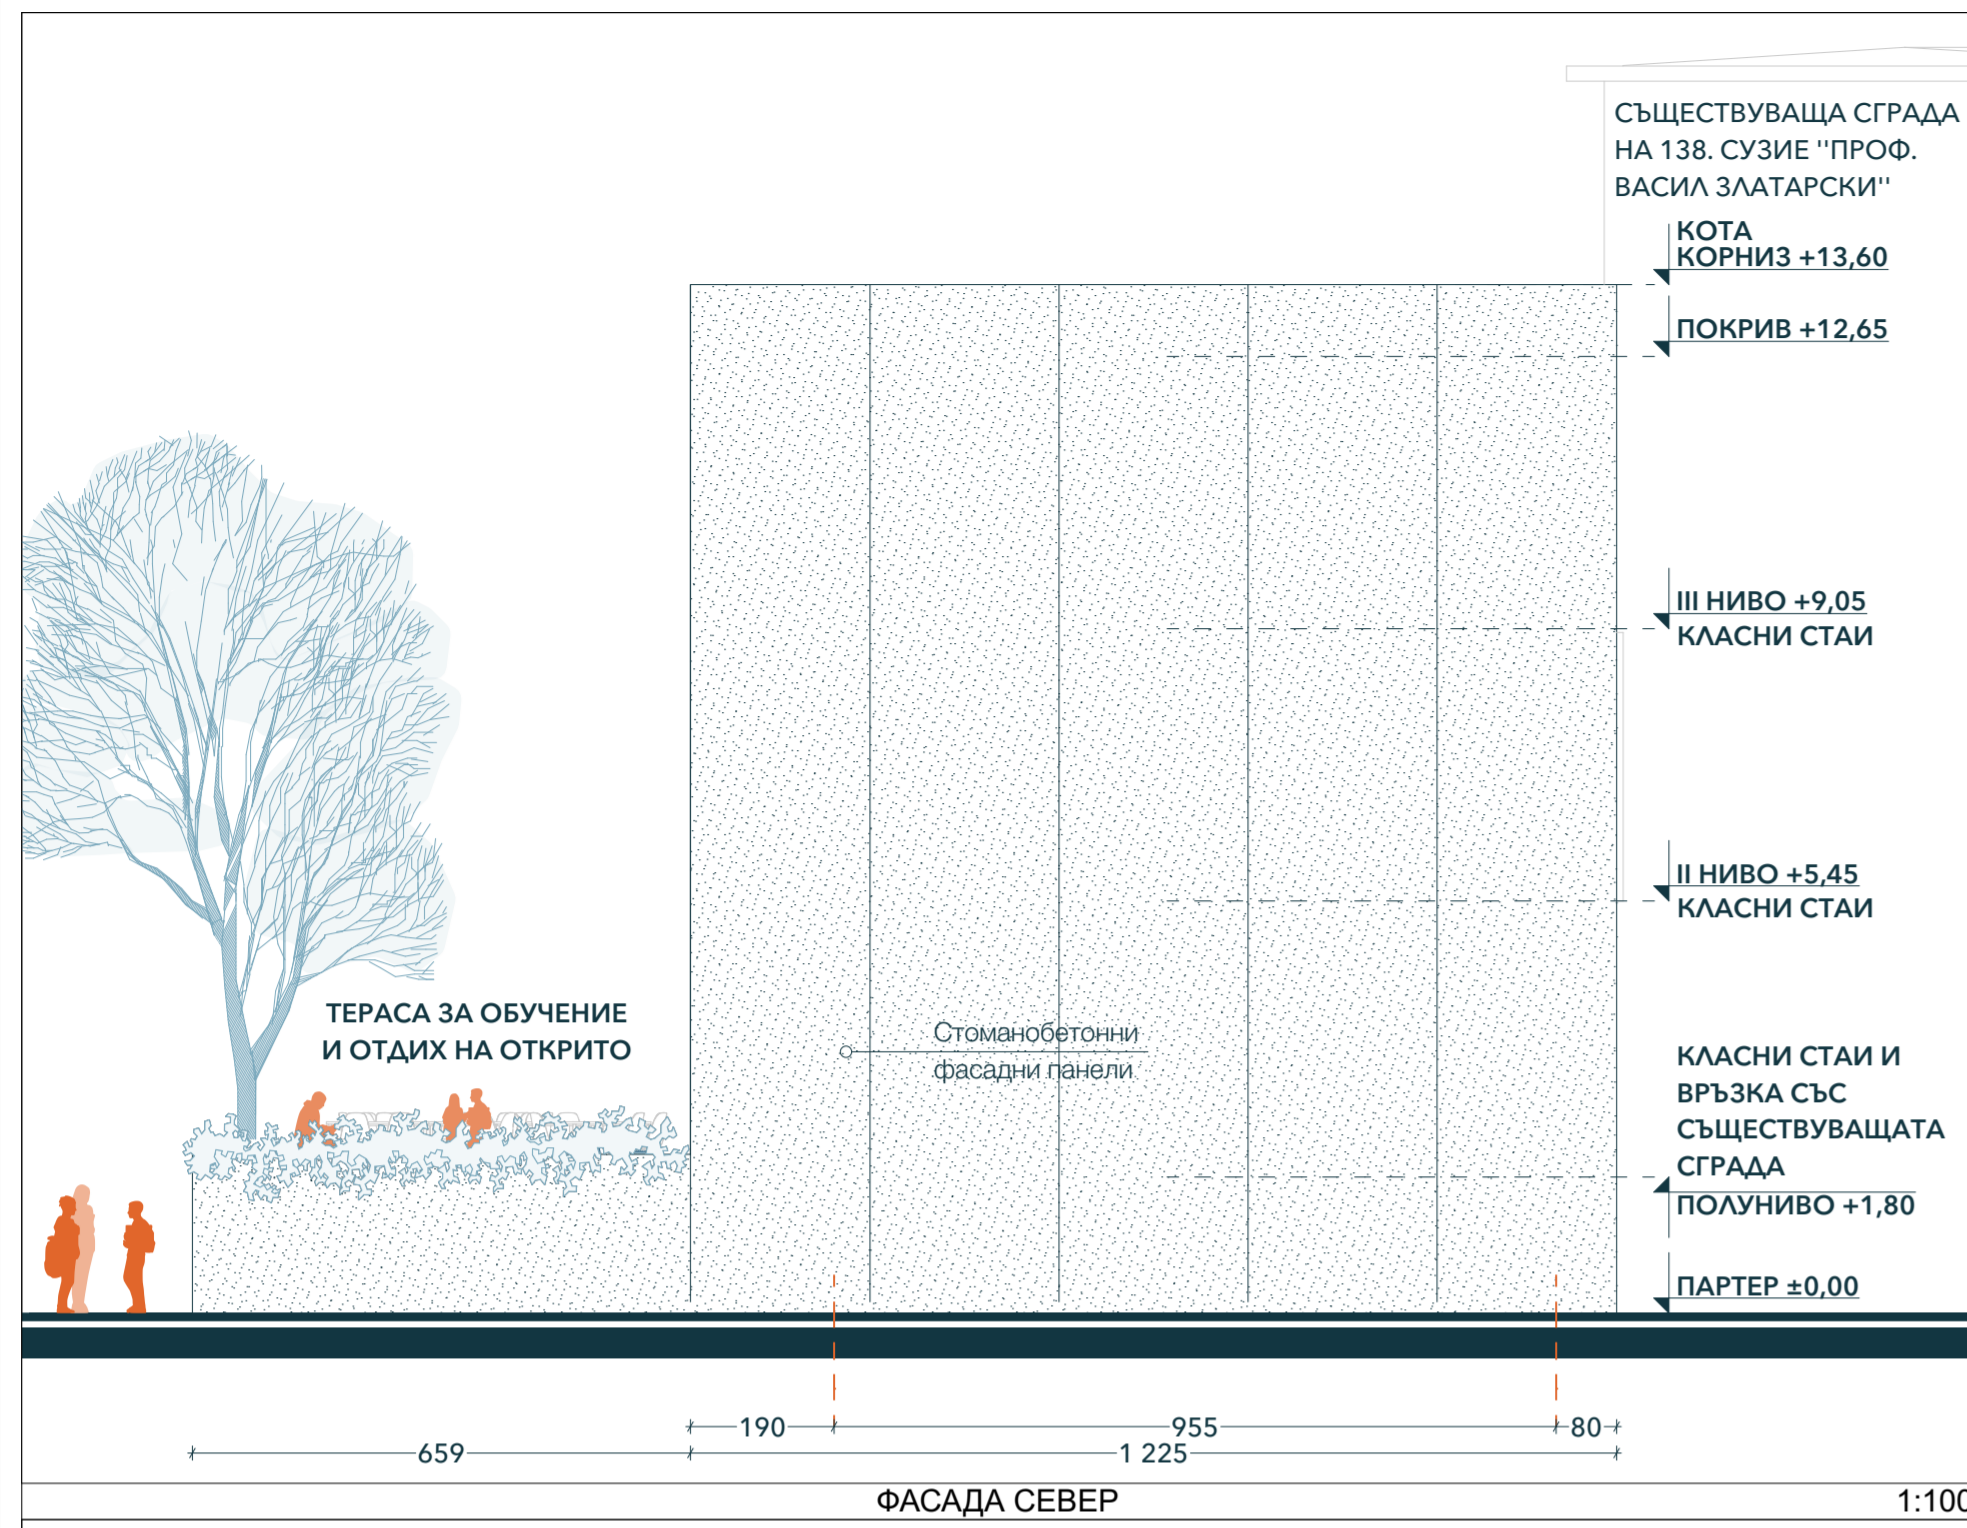 СЪЩЕСТВУВАЩА СГРАДА
НА 138. СУЗИЕ ''ПРОФ.
ВАСИЛ ЗЛАТАРСКИ''
КОТА
КОРНИЗ +13,60
ПОКРИВ +12,65
III НИВО +9,05
КЛАСНИ СТАИ
II НИВО +5,45
КЛАСНИ СТАИ
ТЕРАСА ЗА ОБУЧЕНИЕ
И ОТДИХ НА ОТКРИТО
Стоманобетонни
фасадни панели
КЛАСНИ СТАИ И
ВРЪЗКА СЪС
СЪЩЕСТВУВАЩАТА
СГРАДА
ПОЛУНИВО +1,80
ПАРТЕР ±0,00
190 955 80
659 1 225
ФАСАДА СЕВЕР 1:100